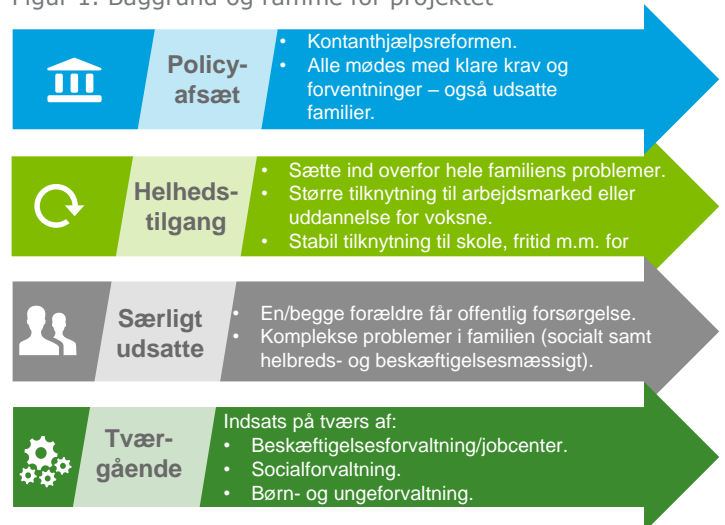 Figur 1: Baggrund og ramme for projektet
Policy-
afsæt
• Kontanthjælpsreformen.
• Alle mødes med klare krav og
forventninger – også udsatte
familier.
Helheds-
tilgang
• Sætte ind overfor hele familiens problemer.
• Større tilknytning til arbejdsmarked eller
uddannelse for voksne.
• Stabil tilknytning til skole, fritid m.m. for
Særligt
udsatte
• En/begge forældre får offentlig forsørgelse.
• Komplekse problemer i familien (socialt samt
helbreds- og beskæftigelsesmæssigt).
Tvær-
gående
Indsats på tværs af:
• Beskæftigelsesforvaltning/jobcenter.
• Socialforvaltning.
• Børn- og ungeforvaltning.